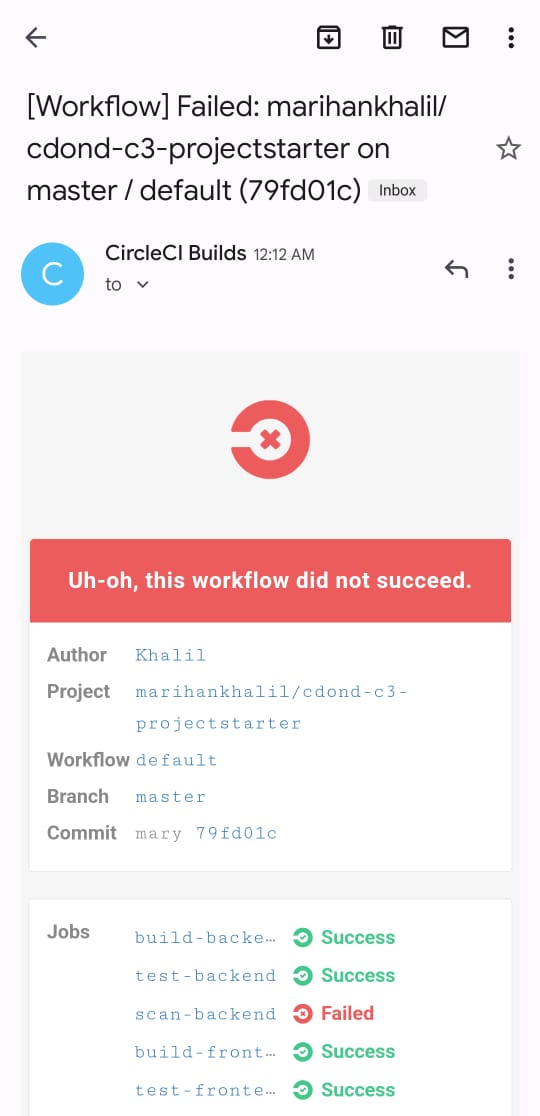 [Workflow] Failed: marihankhalil/
cdond-c3-projectstarter on
master / default (79fd01c) Inbox
C
CircleCI Builds 12:12 AM
to
Uh-oh, this workflow did not succeed.
Author Khalil
Project marihankhalil/cdond-c3-
projectstarter
Workflow default
Branch master
Commit mary 79fd01c
Jobs build-backe… Success
test-backend Success
scan-backend Failed
build-front… Success
test-fronte… Success